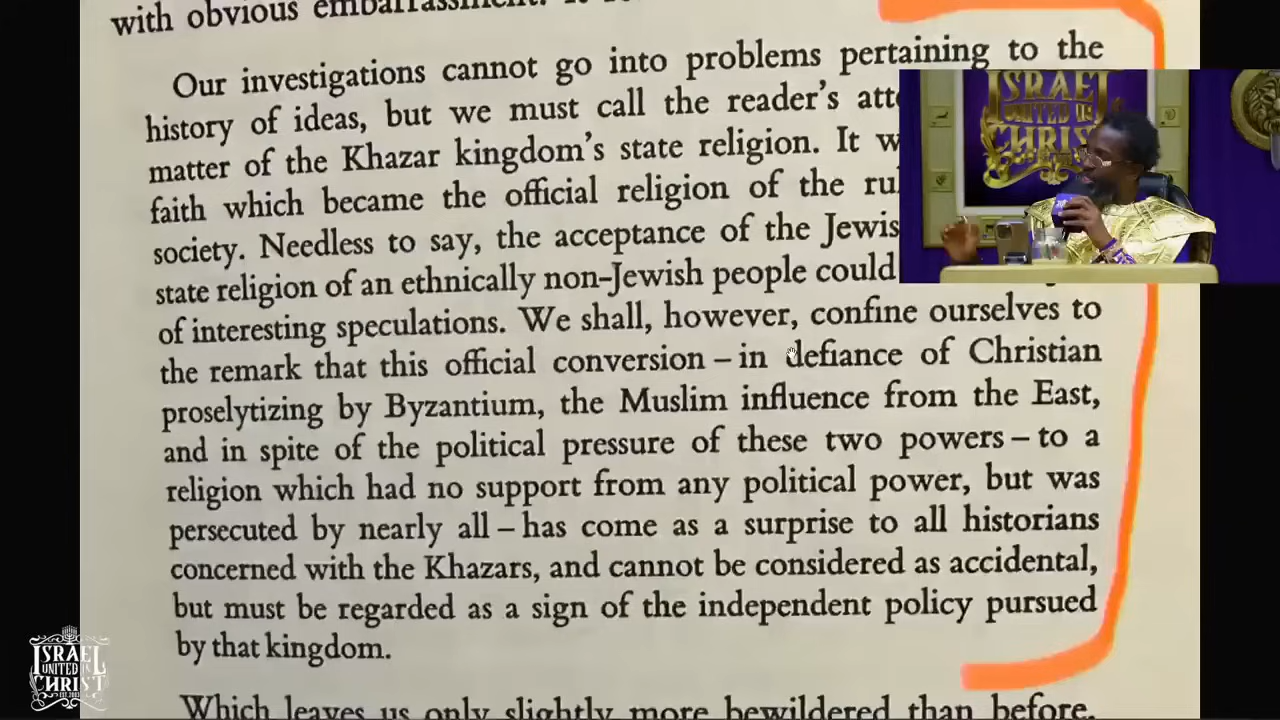 with obvious embarrassment.
Our investigations cannot go into problems pertaining to the
history of ideas, but we must call the reader's
matter of the Khazar kingdom's state religion. It
faith which became the official religion of the
society. Needless to say, the acceptance of the
state religion of an ethnically non-Jewish people could
of interesting speculations. We shall, however, confine ourselves to
the remark that this official conversion – in defiance of Christian
proselytizing by Byzantium, the Muslim influence from the East,
and in spite of the political pressure of these two powers – to a
religion which had no support from any political power, but was
persecuted by nearly all – has come as a surprise to all historians
concerned with the Khazars, and cannot be considered as accidental,
but must be regarded as a sign of the independent policy pursued
by that kingdom.
Which leaves us only slightly more bewildered than before.
ISRAEL
UNITED IN
CHRIST
ISRAEL
UNITED IN
CHRIST